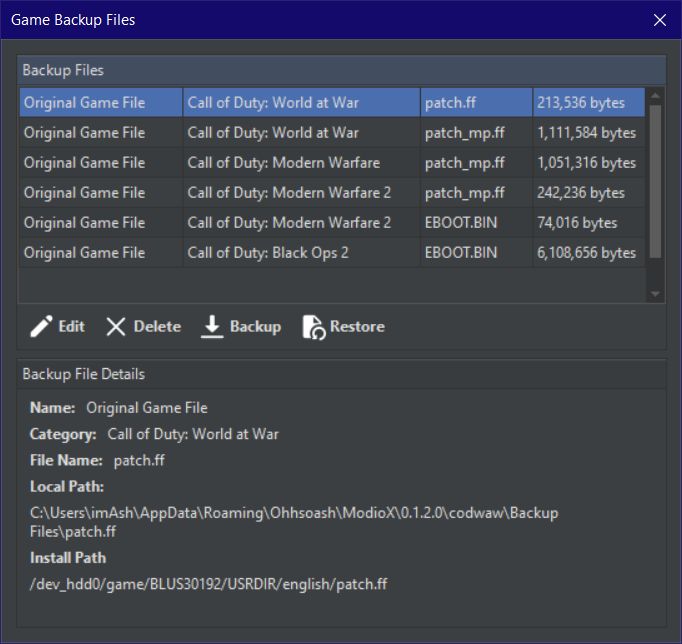 Game Backup Files
Backup Files
Original Game File Call of Duty: World at War patch.ff 213,536 bytes
Original Game File Call of Duty: World at War patch_mp.ff 1,111,584 bytes
Original Game File Call of Duty: Modern Warfare patch_mp.ff 1,051,316 bytes
Original Game File Call of Duty: Modern Warfare 2 patch_mp.ff 242,236 bytes
Original Game File Call of Duty: Modern Warfare 2 EBOOT.BIN 74,016 bytes
Original Game File Call of Duty: Black Ops 2 EBOOT.BIN 6,108,656 bytes
Edit Delete Backup Restore
Backup File Details
Name: Original Game File
Category: Call of Duty: World at War
File Name: patch.ff
Local Path:
C:\Users\imAsh\AppData\Roaming\Ohhsoash\ModioX\0.1.2.0\codwaw\Backup
Files\patch.ff
Install Path
/dev_hdd0/game/BLUS30192/USRDIR/english/patch.ff